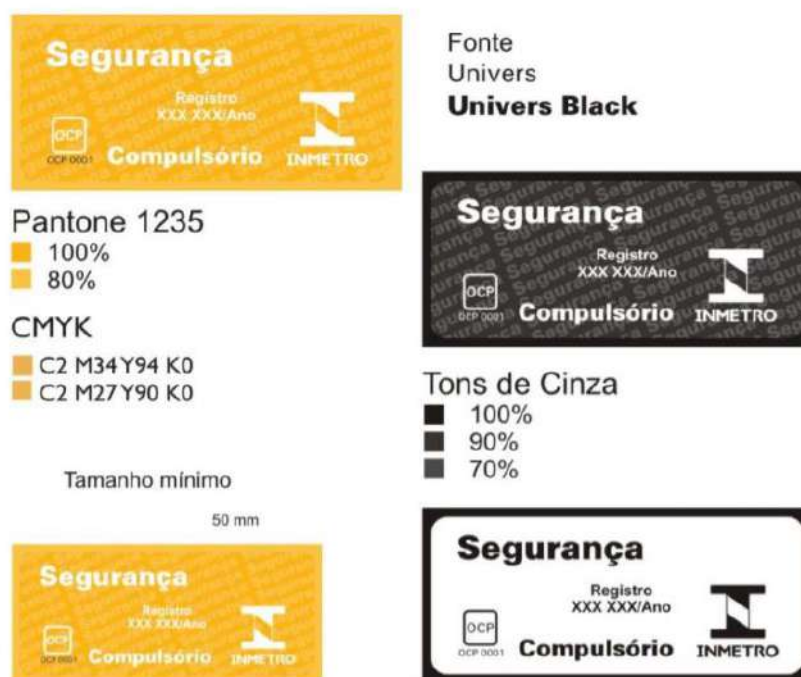 Segurança
Registro
XXX XXX/Ano
OCP
OCP 0001
Compulsório
INMETRO
Pantone 1235
100%
80%
CMYK
C2 M34 Y94 K0
C2 M27 Y90 K0
Tamanho mínimo
50 mm
Segurança
Registro
XXX XXX/Ano
OCP
OCP 0001
Compulsório
INMETRO
Fonte
Univers
Univers Black
Segurança
Registro
XXX XXX/Ano
OCP
OCP 0001
Compulsório
INMETRO
Tons de Cinza
100%
90%
70%
Segurança
Registro
XXX XXX/Ano
OCP
OCP 0001
Compulsório
INMETRO